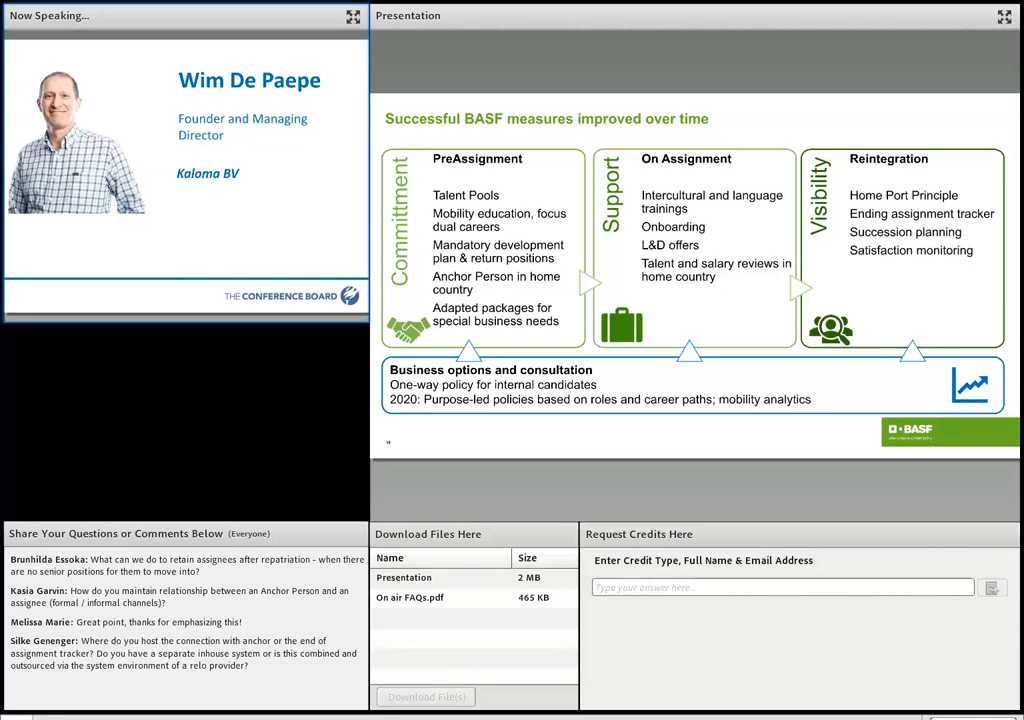 Now Speaking...
Wim De Paepe
Founder and Managing
Director
Kaloma BV
THE CONFERENCE BOARD
Presentation
Successful BASF measures improved over time
Committment
PreAssignment
Talent Pools
Mobility education, focus
dual careers
Mandatory development
plan & return positions
Anchor Person in home
country
Adapted packages for
special business needs
Support
On Assignment
Intercultural and language
trainings
Onboarding
L&D offers
Talent and salary reviews in
home country
Visibility
Reintegration
Home Port Principle
Ending assignment tracker
Succession planning
Satisfaction monitoring
Business options and consultation
One-way policy for internal candidates
2020: Purpose-led policies based on roles and career paths; mobility analytics
BASF
Share Your Questions or Comments Below (Everyone)
Brunhilda Essoka: What can we do to retain assignees after repatriation - when there
are no senior positions for them to move into?
Kasia Garvin: How do you maintain relationship between an Anchor Person and an
assignee (formal / informal channels)?
Melissa Marie: Great point, thanks for emphasizing this!
Silke Genenger: Where do you host the connection with anchor or the end of
assignment tracker? Do you have a separate inhouse system or is this combined and
outsourced via the system environment of a relo provider?
Download Files Here
Name Size
Presentation 2 MB
On air FAQs.pdf 465 KB
Download File(s)
Request Credits Here
Enter Credit Type, Full Name & Email Address
Type your answer here...